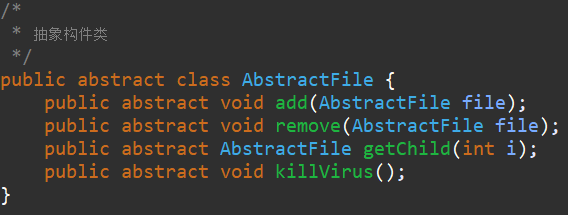 /*
 * 抽象构件类
 */
public abstract class AbstractFile {
    public abstract void add(AbstractFile file);
    public abstract void remove(AbstractFile file);
    public abstract AbstractFile getChild(int i);
    public abstract void killVirus();
}